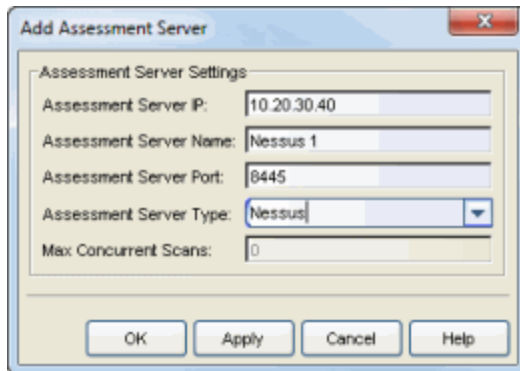 Add Assessment Server
Assessment Server Settings
Assessment Server IP: 10.20.30.40
Assessment Server Name: Nessus 1
Assessment Server Port: 8445
Assessment Server Type: Nessus
Max Concurrent Scans: 0
OK Apply Cancel Help